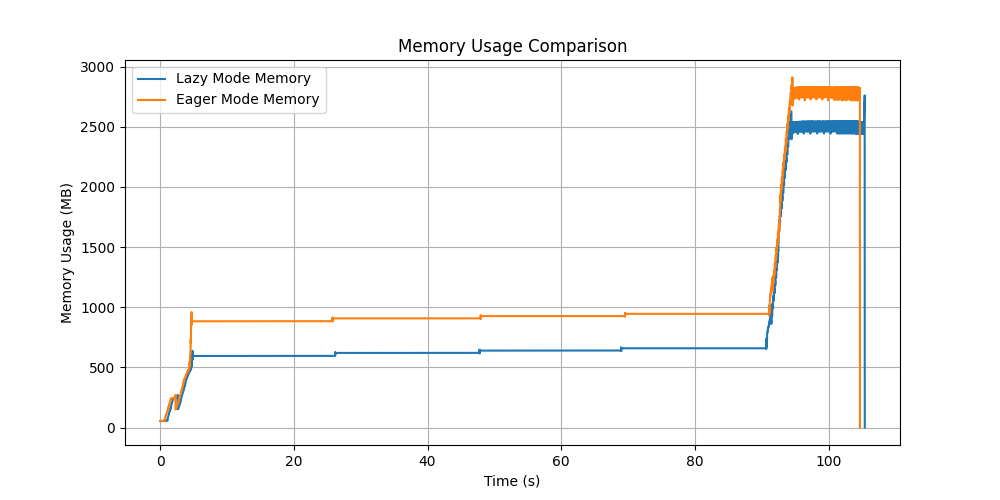 Memory Usage Comparison
Lazy Mode Memory
Eager Mode Memory
Memory Usage (MB)
3000
2500
2000
1500
1000
500
0
0 20 40 60 80 100
Time (s)